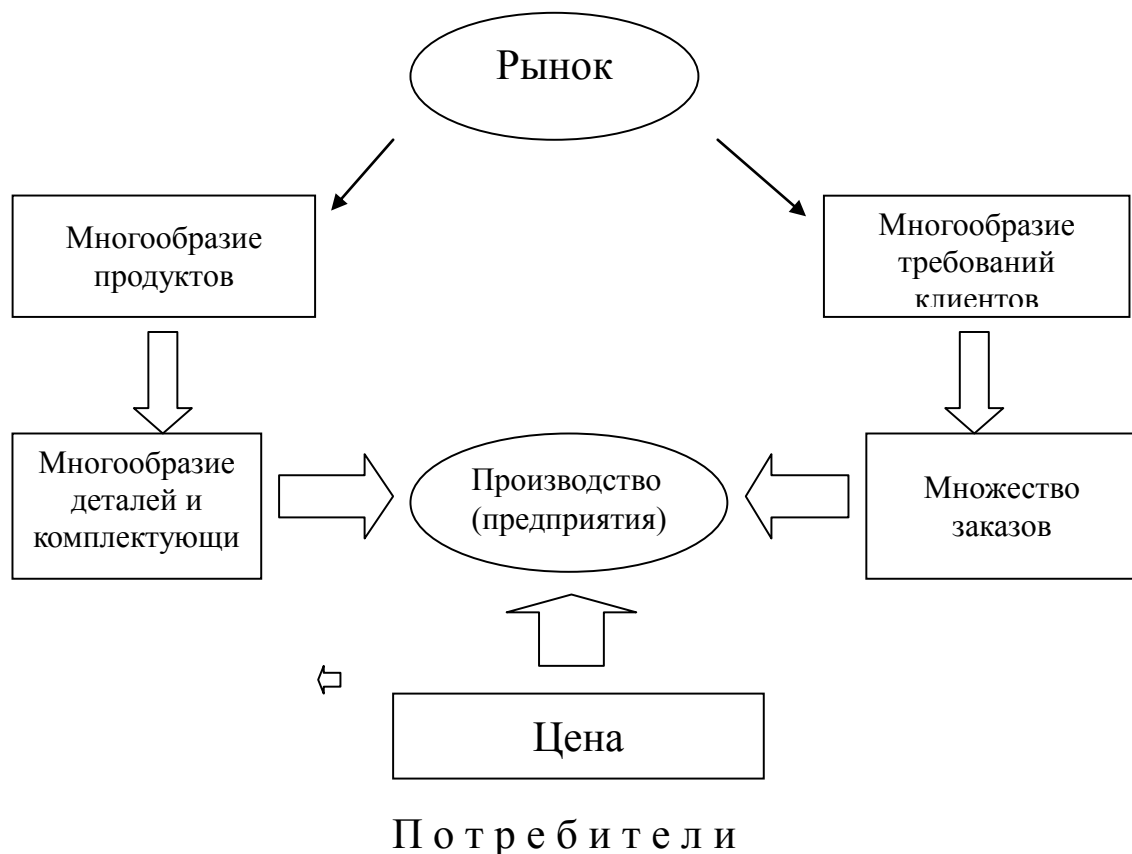 Рынок
Многообразие
продуктов
Многообразие
требований
клиентов
Многообразие
деталей и
комплектующи
Производство
(предприятия)
Множество
заказов
Цена
П о т р е б и т е л и